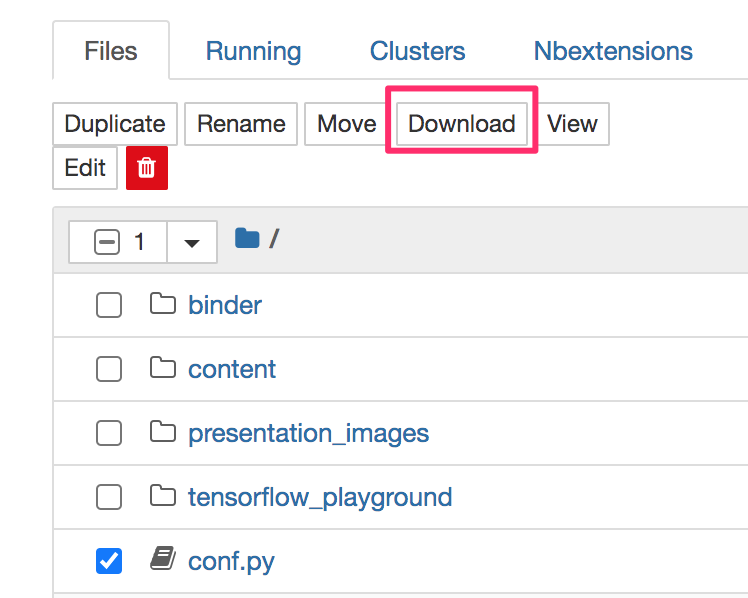 Files Running Clusters Nbextensions
Duplicate Rename Move Download View
Edit
1 /
binder
content
presentation_images
tensorflow_playground
conf.py